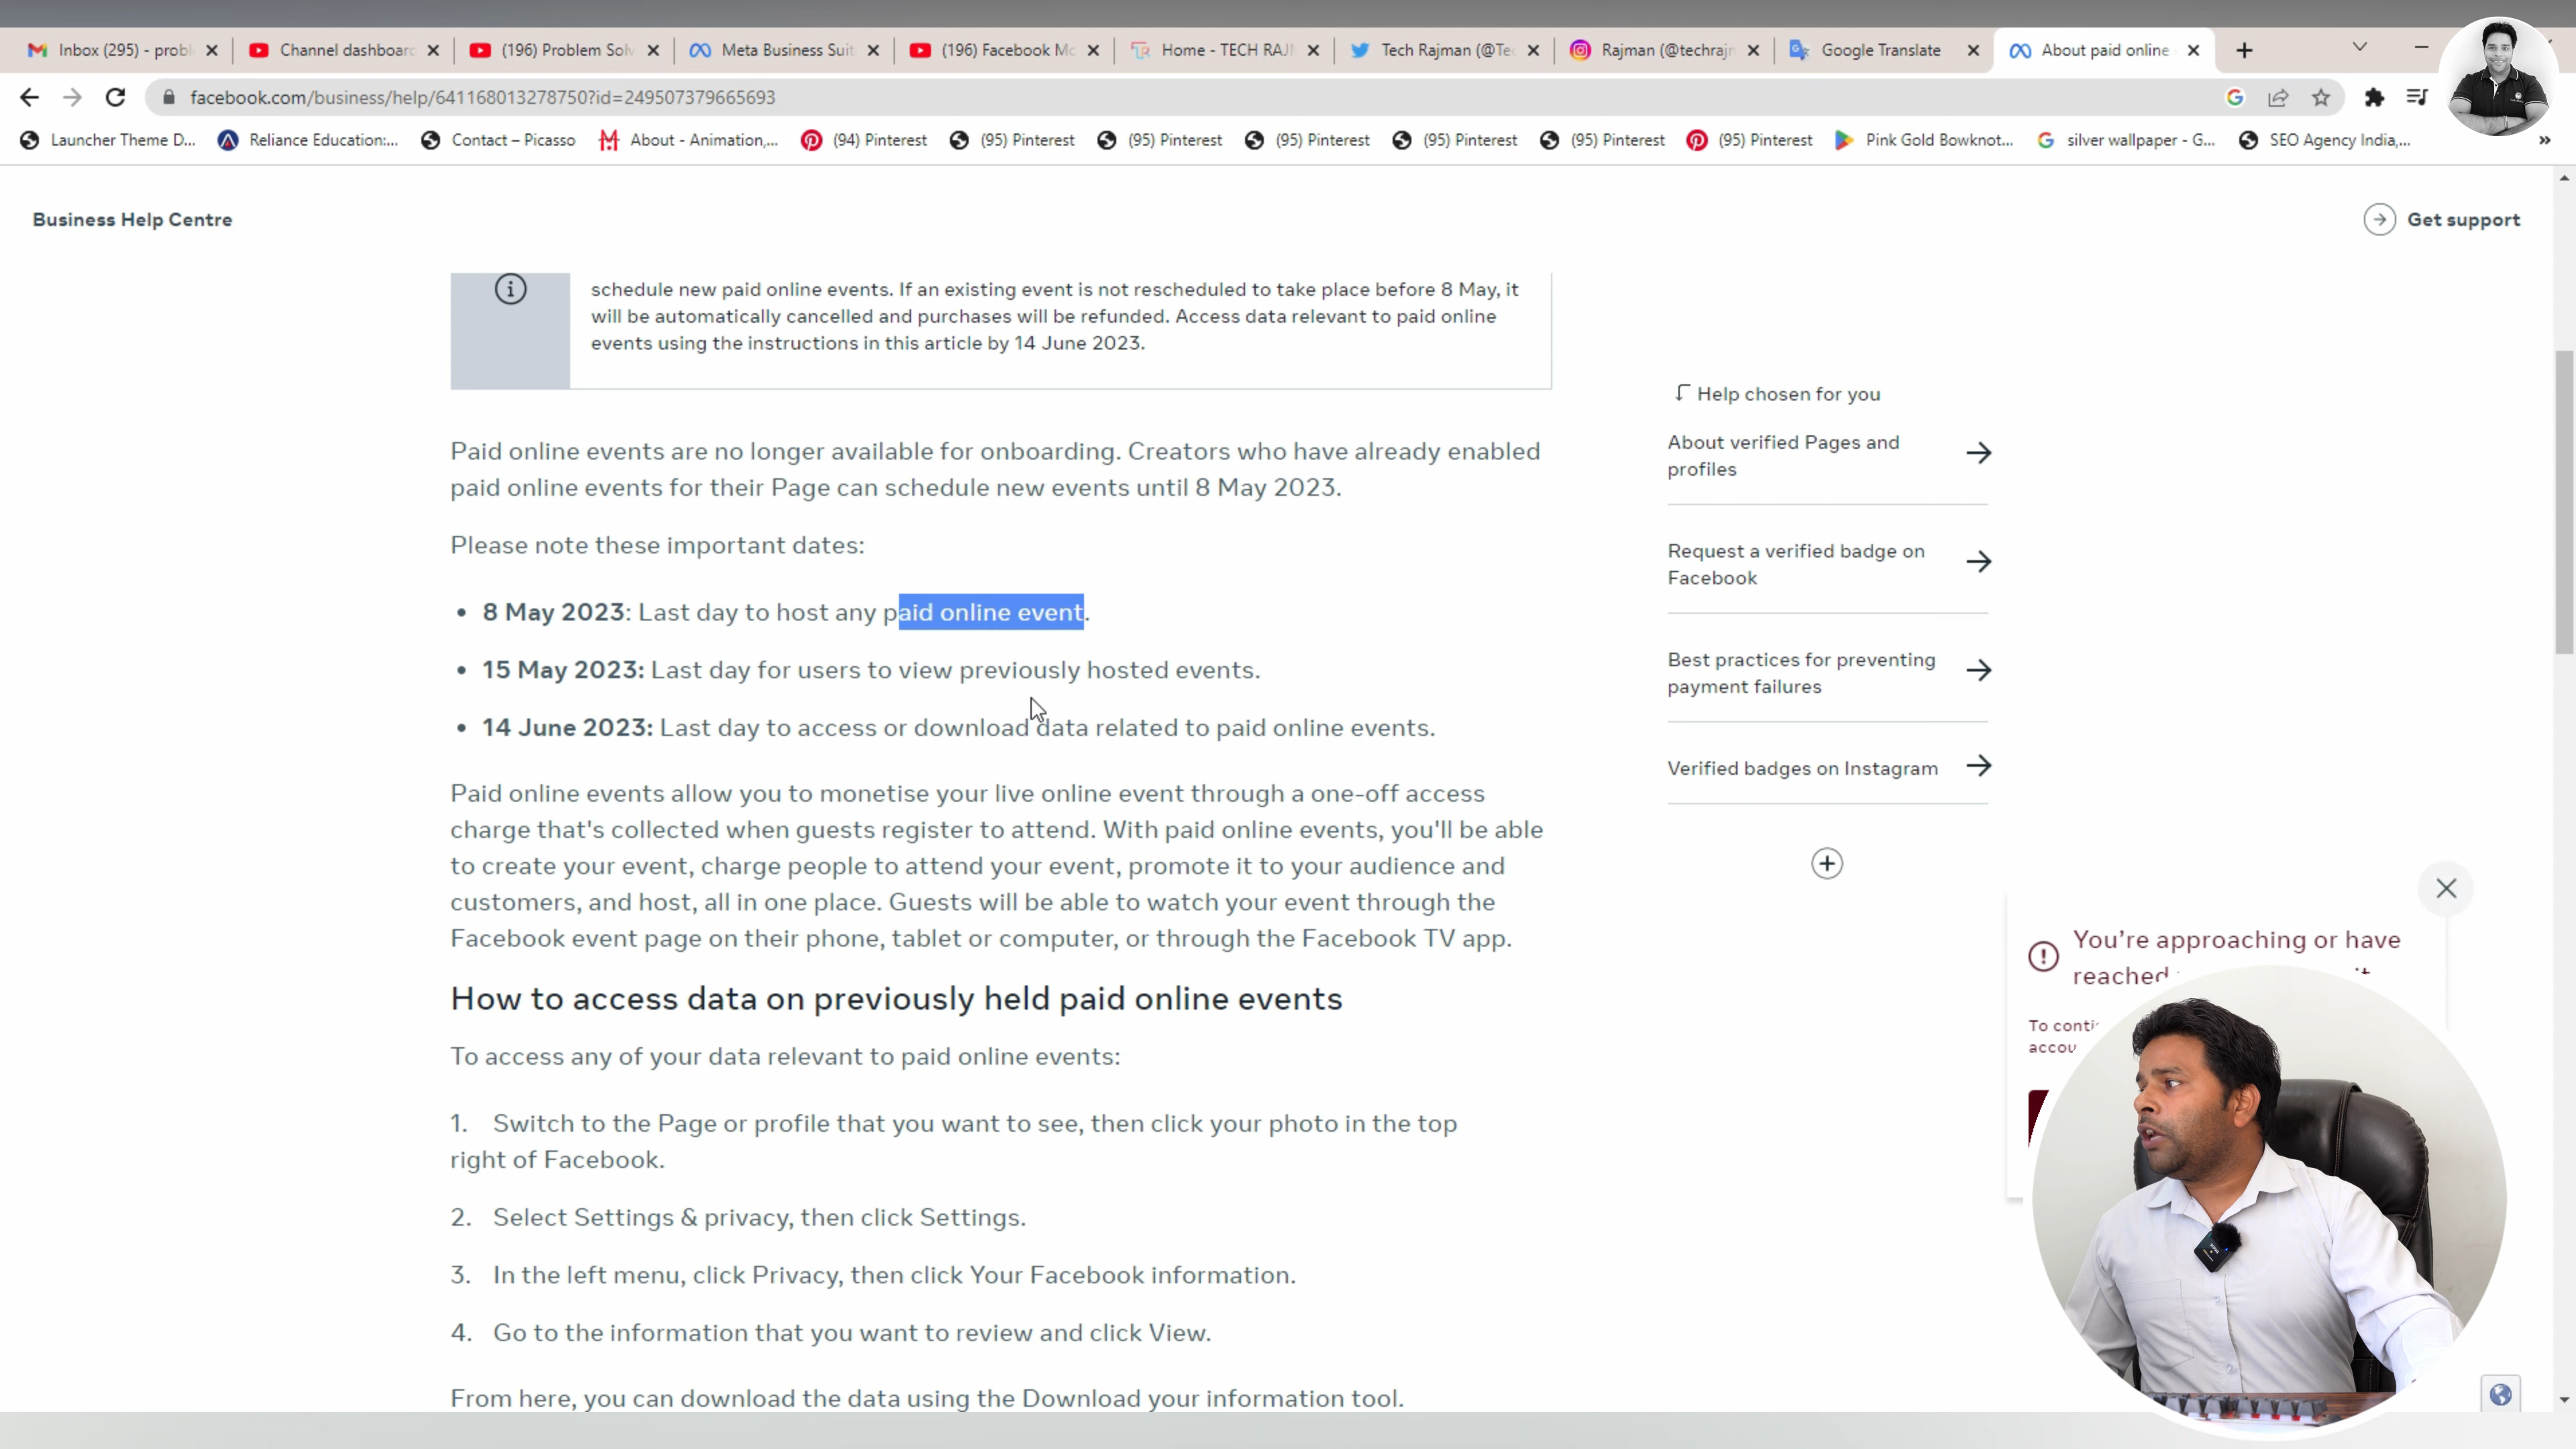 Inbox (295) - probl
Channel dashboard
(196) Problem Solv
Meta Business Suit
(196) Facebook Mo
Home - TECH RAJM
Tech Rajman (@Tec
Rajman (@techrajm
Google Translate
About paid online
facebook.com/business/help/641168013278750?id=249507379665693
Launcher Theme D...
Reliance Education:...
Contact – Picasso
About - Animation,...
(94) Pinterest
(95) Pinterest
(95) Pinterest
(95) Pinterest
(95) Pinterest
(95) Pinterest
(95) Pinterest
Pink Gold Bowknot...
silver wallpaper - G...
SEO Agency India,...
Business Help Centre
Get support
schedule new paid online events. If an existing event is not rescheduled to take place before 8 May, it
will be automatically cancelled and purchases will be refunded. Access data relevant to paid online
events using the instructions in this article by 14 June 2023.
Paid online events are no longer available for onboarding. Creators who have already enabled
paid online events for their Page can schedule new events until 8 May 2023.
Please note these important dates:
• 8 May 2023: Last day to host any paid online event.
• 15 May 2023: Last day for users to view previously hosted events.
• 14 June 2023: Last day to access or download data related to paid online events.
Paid online events allow you to monetise your live online event through a one-off access
charge that's collected when guests register to attend. With paid online events, you'll be able
to create your event, charge people to attend your event, promote it to your audience and
customers, and host, all in one place. Guests will be able to watch your event through the
Facebook event page on their phone, tablet or computer, or through the Facebook TV app.
How to access data on previously held paid online events
To access any of your data relevant to paid online events:
1. Switch to the Page or profile that you want to see, then click your photo in the top
right of Facebook.
2. Select Settings & privacy, then click Settings.
3. In the left menu, click Privacy, then click Your Facebook information.
4. Go to the information that you want to review and click View.
From here, you can download the data using the Download your information tool.
Help chosen for you
About verified Pages and
profiles
Request a verified badge on
Facebook
Best practices for preventing
payment failures
Verified badges on Instagram
You're approaching or have
reached
To conti
accou